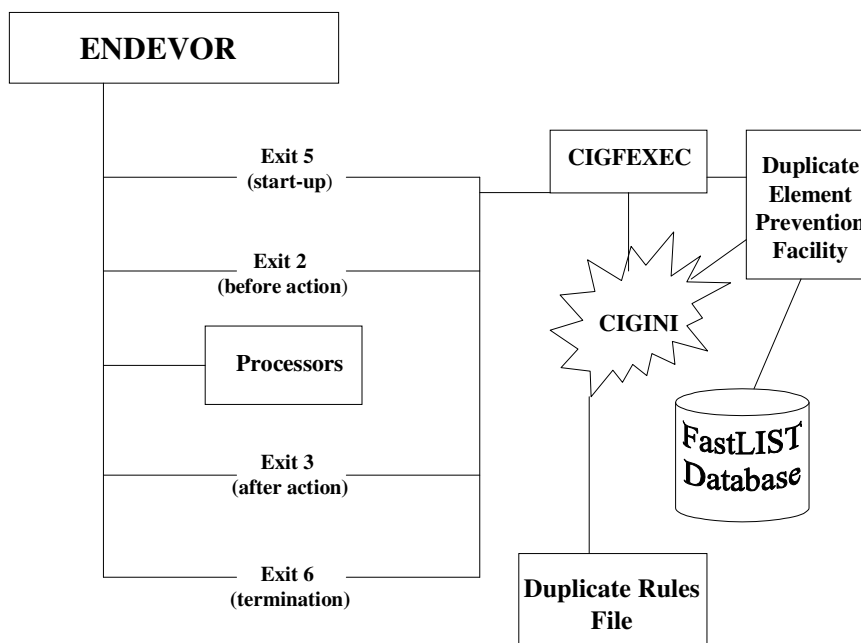 ENDEVOR
Exit 5
(start-up)
CIGFEXEC
Duplicate
Element
Prevention
Facility
Exit 2
(before action)
CIGINI
Processors
FastLIST
Database
Exit 3
(after action)
Exit 6
(termination)
Duplicate Rules
File